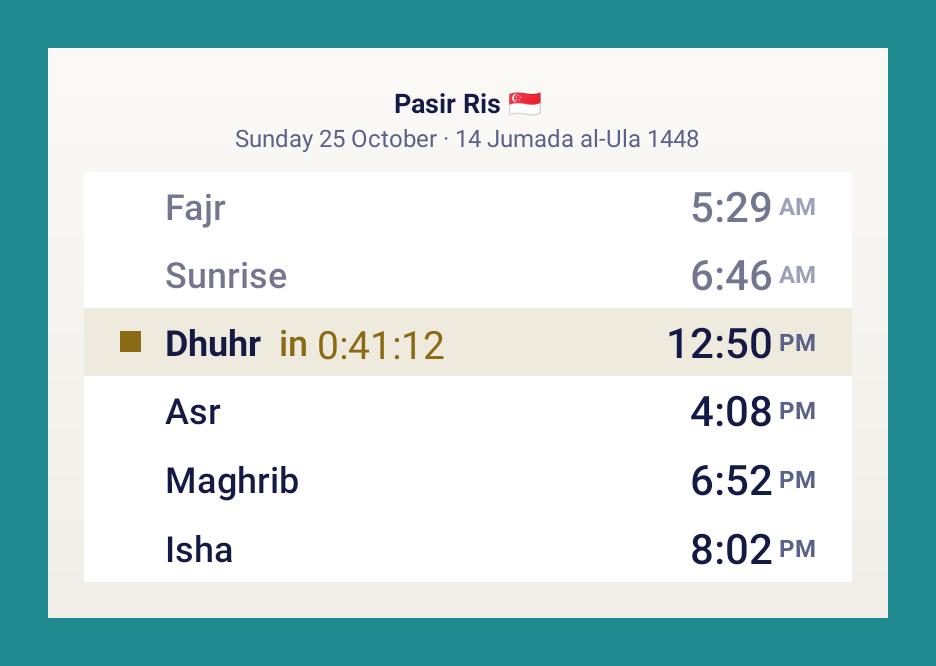 Pasir Ris 🇸🇬
Sunday 25 October · 14 Jumada al-Ula 1448
Fajr 5:29 AM
Sunrise 6:46 AM
Dhuhr in 0:41:12 12:50 PM
Asr 4:08 PM
Maghrib 6:52 PM
Isha 8:02 PM